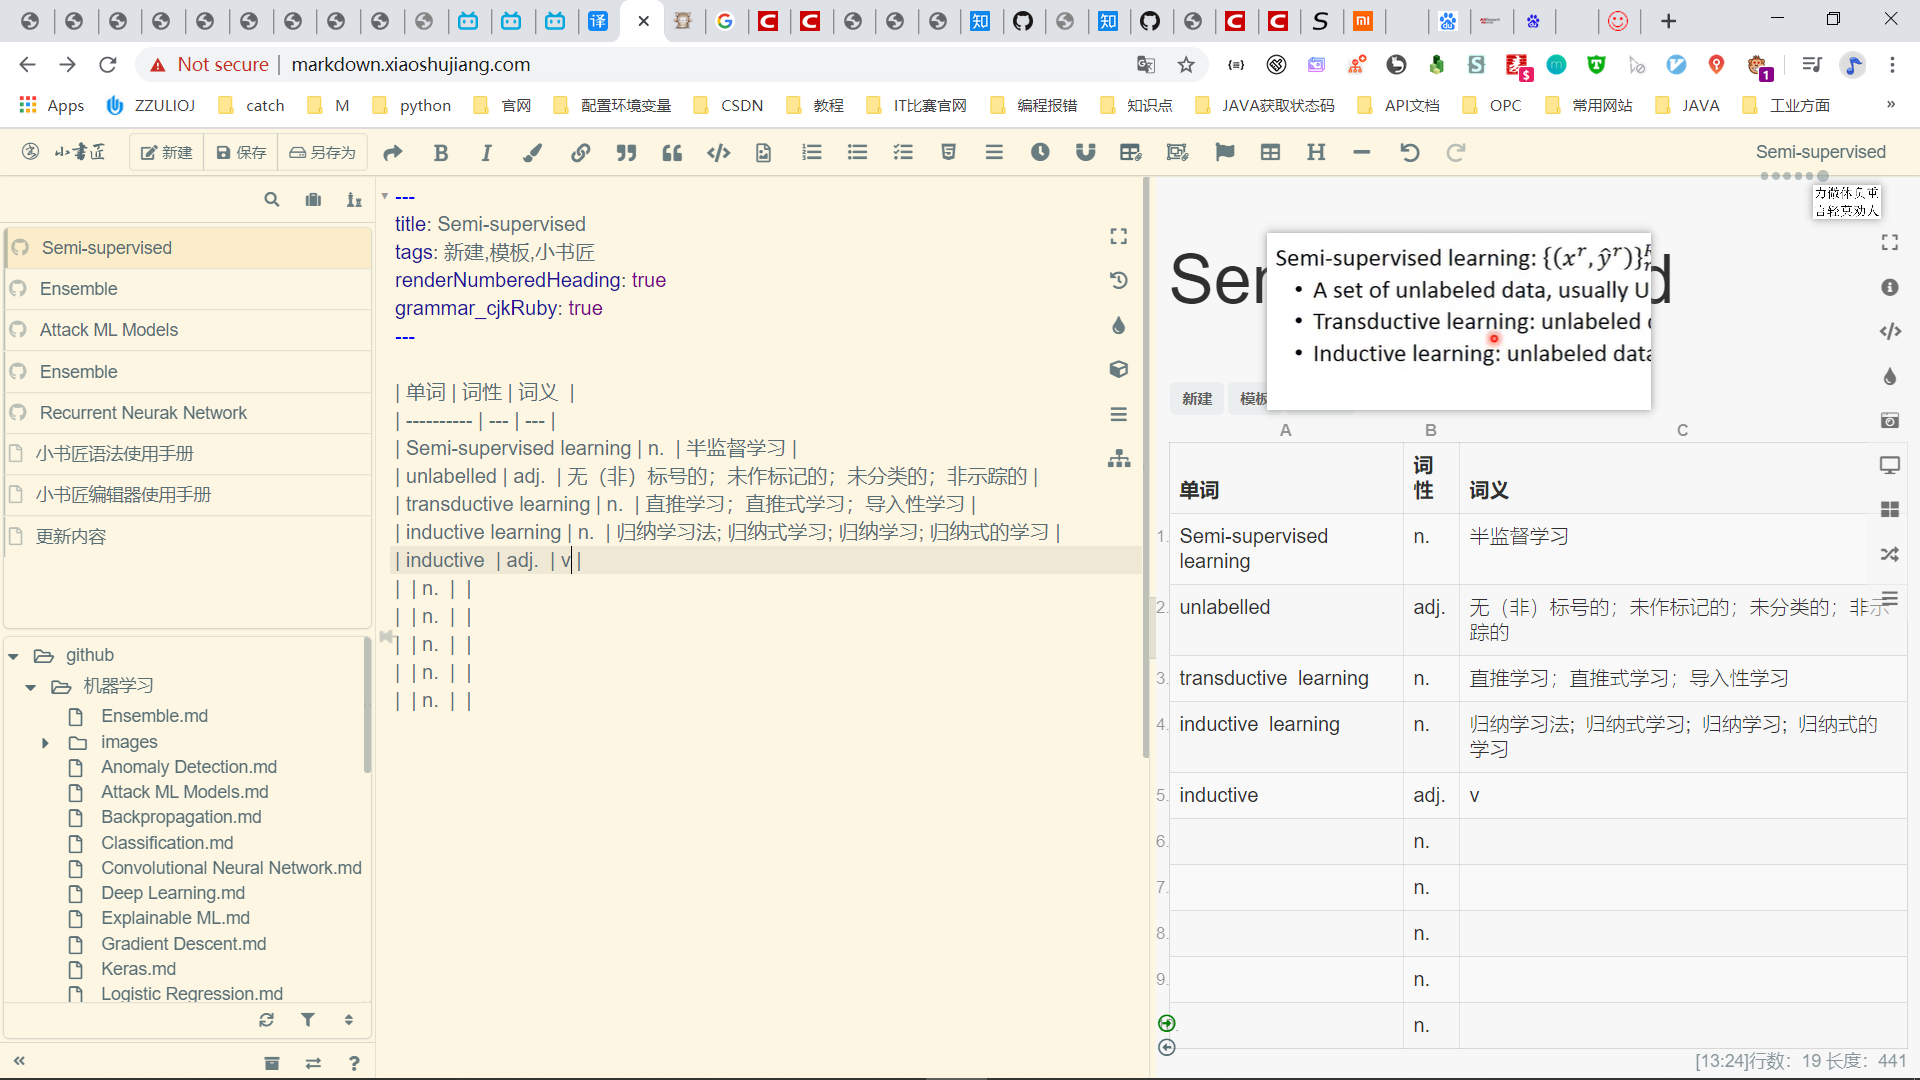 Not secure
markdown.xiaoshujiang.com
Apps
ZZULIOJ
catch
M
python
官网
配置环境变量
CSDN
教程
IT比赛官网
编程报错
知识点
JAVA获取状态码
API文档
OPC
常用网站
JAVA
工业方面
»
小书匠
新建
保存
另存为
Semi-supervised
力微休负重
言轻莫劝人
Semi-supervised
Ensemble
Attack ML Models
Ensemble
Recurrent Neurak Network
小书匠语法使用手册
小书匠编辑器使用手册
更新内容
github
机器学习
Ensemble.md
images
Anomaly Detection.md
Attack ML Models.md
Backpropagation.md
Classification.md
Convolutional Neural Network.md
Deep Learning.md
Explainable ML.md
Gradient Descent.md
Keras.md
Logistic Regression.md
---
title: Semi-supervised
tags: 新建,模板,小书匠
renderNumberedHeading: true
grammar_cjkRuby: true
---
| 单词 | 词性 | 词义 |
| ---------- | --- | --- |
| Semi-supervised learning | n. | 半监督学习 |
| unlabelled | adj. | 无（非）标号的；未作标记的；未分类的；非示踪的 |
| transductive learning | n. | 直推学习；直推式学习；导入性学习 |
| inductive learning | n. | 归纳学习法; 归纳式学习; 归纳学习; 归纳式的学习 |
| inductive | adj. | v |
| | n. | |
| | n. | |
| | n. | |
| | n. | |
| | n. | |
Semi-supervised learning: {(x^r, ŷ^r)}
• A set of unlabeled data, usually U
• Transductive learning: unlabeled
• Inductive learning: unlabeled data
新建
模板
A B C
单词 词性 词义
1. Semi-supervised learning n. 半监督学习
2. unlabelled adj. 无（非）标号的；未作标记的；未分类的；非示踪的
3. transductive learning n. 直推学习；直推式学习；导入性学习
4. inductive learning n. 归纳学习法; 归纳式学习; 归纳学习; 归纳式的学习
5. inductive adj. v
6. n.
7. n.
8. n.
9. n.
n.
[13:24]行数：19 长度：441